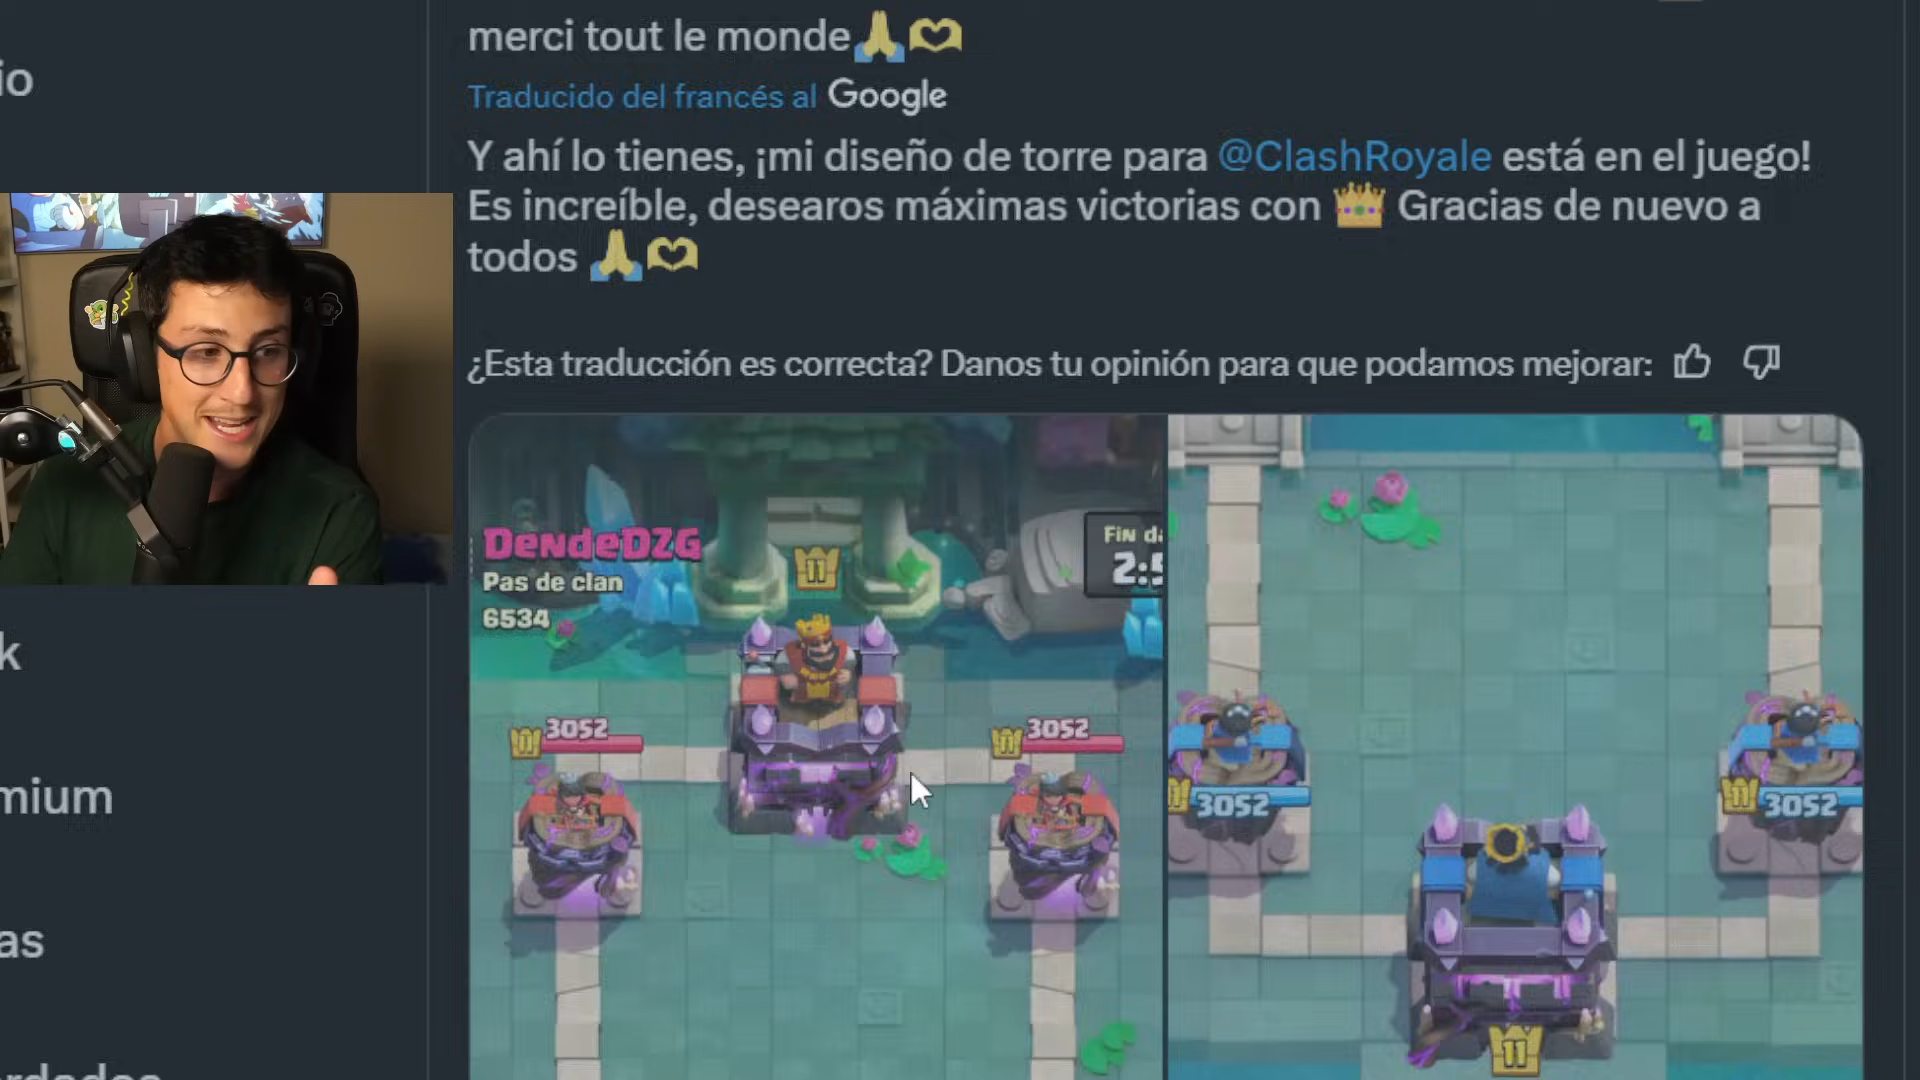 merci tout le monde🙏🫶
Traducido del francés al Google
Y ahí lo tienes, ¡mi diseño de torre para @ClashRoyale está en el juego!
Es increíble, desearos máximas victorias con 👑 Gracias de nuevo a
todos 🙏🫶
¿Esta traducción es correcta? Danos tu opinión para que podamos mejorar:
io
k
mium
as
DendeDZG
Pas de clan
6534
11
Fin d
2:5
3052
3052
3052
3052
11